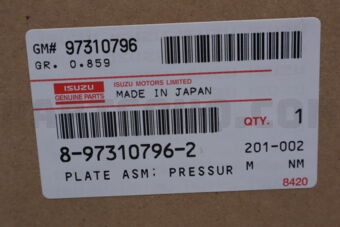 GM# 97310796
GR. 0.859
ISUZU
GENUINE PARTS
ISUZU MOTORS LIMITED
MADE IN JAPAN
QTY. 1
8-97310796-2
201-002
PLATE ASM; PRESSUR
M NM
8420